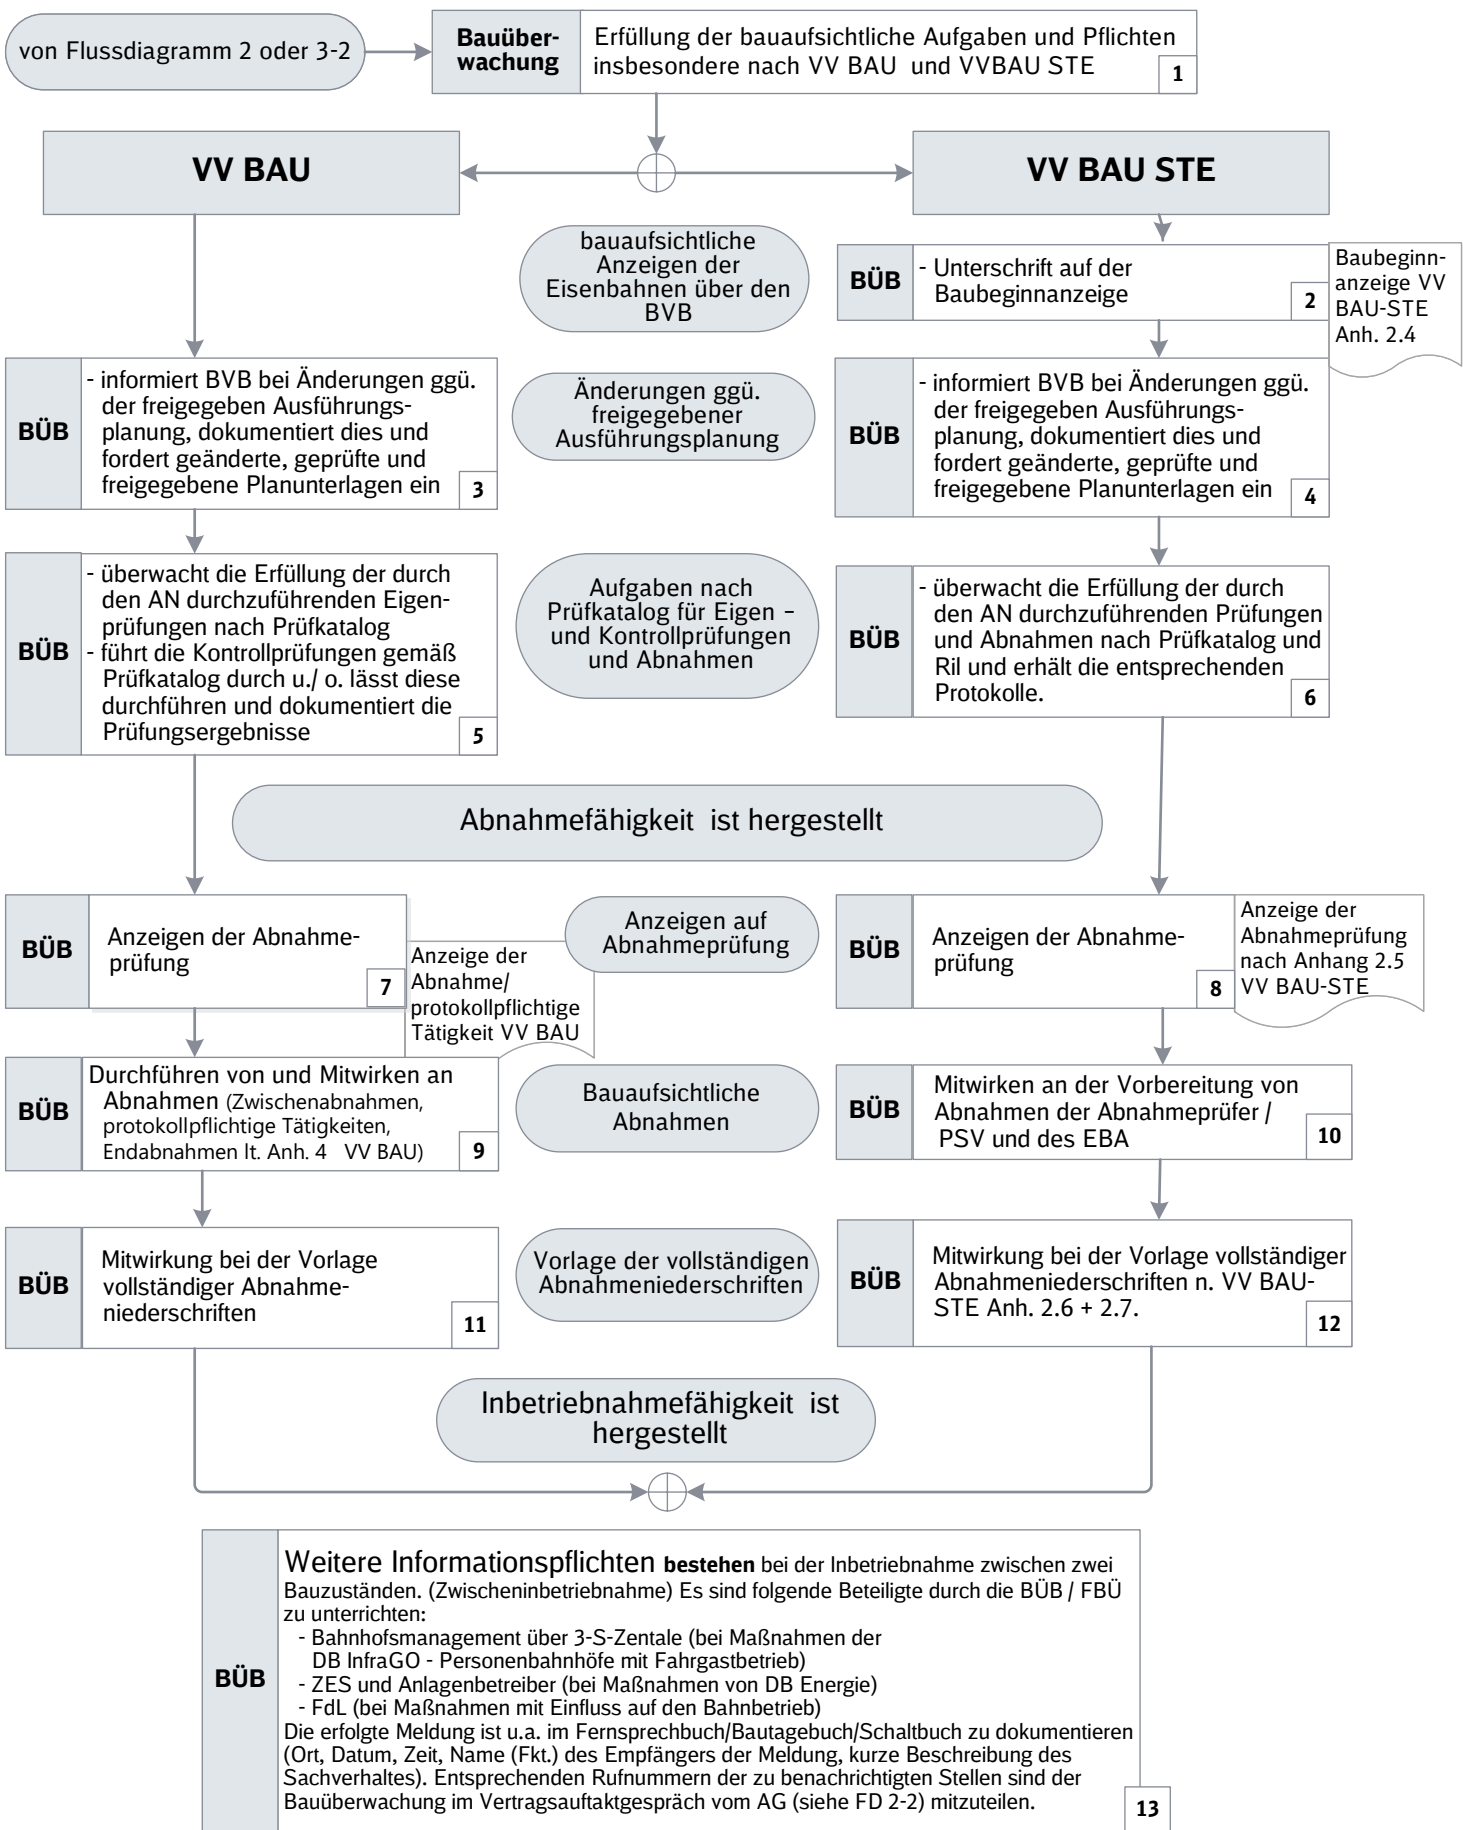 von Flussdiagramm 2 oder 3-2
Bauüber-
wachung
Erfüllung der bauaufsichtliche Aufgaben und Pflichten
insbesondere nach VV BAU und VVBAU STE
1
VV BAU
VV BAU STE
bauaufsichtliche
Anzeigen der
Eisenbahnen über den
BVB
BÜB
- Unterschrift auf der
Baubeginnanzeige
2
Baubeginn-
anzeige VV
BAU-STE
Anh. 2.4
BÜB
- informiert BVB bei Änderungen ggü.
der freigegeben Ausführungs-
planung, dokumentiert dies und
fordert geänderte, geprüfte und
freigegebene Planunterlagen ein
3
Änderungen ggü.
freigegebener
Ausführungsplanung
BÜB
- informiert BVB bei Änderungen ggü.
der freigegeben Ausführungs-
planung, dokumentiert dies und
fordert geänderte, geprüfte und
freigegebene Planunterlagen ein
4
BÜB
- überwacht die Erfüllung der durch
den AN durchzuführenden Eigen-
prüfungen nach Prüfkatalog
- führt die Kontrollprüfungen gemäß
Prüfkatalog durch u./ o. lässt diese
durchführen und dokumentiert die
Prüfungsergebnisse
5
Aufgaben nach
Prüfkatalog für Eigen –
und Kontrollprüfungen
und Abnahmen
BÜB
- überwacht die Erfüllung der durch
den AN durchzuführenden Prüfungen
und Abnahmen nach Prüfkatalog und
Ril und erhält die entsprechenden
Protokolle.
6
Abnahmefähigkeit ist hergestellt
BÜB
Anzeigen der Abnahme-
prüfung
7
Anzeige der
Abnahme/
protokollpflichtige
Tätigkeit VV BAU
Anzeigen auf
Abnahmeprüfung
BÜB
Anzeigen der Abnahme-
prüfung
8
Anzeige der
Abnahmeprüfung
nach Anhang 2.5
VV BAU-STE
BÜB
Durchführen von und Mitwirken an
Abnahmen (Zwischenabnahmen,
protokollpflichtige Tätigkeiten,
Endabnahmen lt. Anh. 4 VV BAU)
9
Bauaufsichtliche
Abnahmen
BÜB
Mitwirken an der Vorbereitung von
Abnahmen der Abnahmeprüfer /
PSV und des EBA
10
BÜB
Mitwirkung bei der Vorlage
vollständiger Abnahme-
niederschriften
11
Vorlage der vollständigen
Abnahmeniederschriften
BÜB
Mitwirkung bei der Vorlage vollständiger
Abnahmeniederschriften n. VV BAU-
STE Anh. 2.6 + 2.7.
12
Inbetriebnahmefähigkeit ist
hergestellt
BÜB
Weitere Informationspflichten bestehen bei der Inbetriebnahme zwischen zwei
Bauzuständen. (Zwischeninbetriebnahme) Es sind folgende Beteiligte durch die BÜB / FBÜ
zu unterrichten:
- Bahnhofsmanagement über 3-S-Zentale (bei Maßnahmen der
DB InfraGO - Personenbahnhöfe mit Fahrgastbetrieb)
- ZES und Anlagenbetreiber (bei Maßnahmen von DB Energie)
- FdL (bei Maßnahmen mit Einfluss auf den Bahnbetrieb)
Die erfolgte Meldung ist u.a. im Fernsprechbuch/Bautagebuch/Schaltbuch zu dokumentieren
(Ort, Datum, Zeit, Name (Fkt.) des Empfängers der Meldung, kurze Beschreibung des
Sachverhaltes). Entsprechenden Rufnummern der zu benachrichtigten Stellen sind der
Bauüberwachung im Vertragsauftaktgespräch vom AG (siehe FD 2-2) mitzuteilen.
13